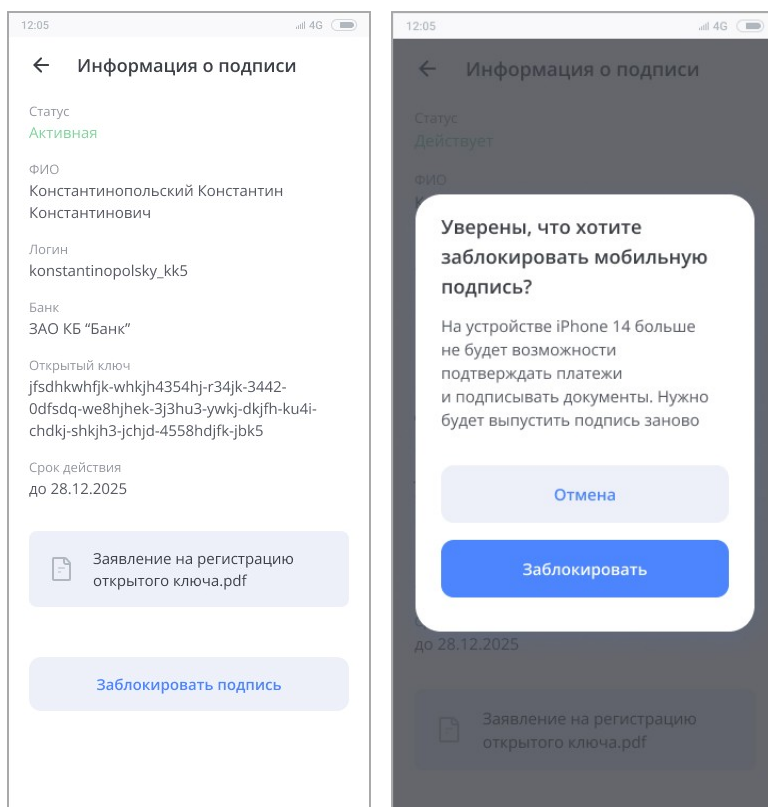 12:05
4G
Информация о подписи
Статус
Активная
ФИО
Константинопольский Константин
Константинович
Логин
konstantinopolsky_kk5
Банк
ЗАО КБ “Банк”
Открытый ключ
jfsdhkwhfjk-whkjh4354hj-r34jk-3442-
0dfsdq-we8hjhek-3j3hu3-ywkj-dkjfh-ku4i-
chdkj-shkjh3-jchjd-4558hdjfk-jbk5
Срок действия
до 28.12.2025
Заявление на регистрацию
открытого ключа.pdf
Заблокировать подпись
12:05
4G
Информация о подписи
Статус
Действует
ФИО
Уверены, что хотите
заблокировать мобильную
подпись?
На устройстве iPhone 14 больше
не будет возможности
подтверждать платежи
и подписывать документы. Нужно
будет выпустить подпись заново
Отмена
Заблокировать
до 28.12.2025
Заявление на регистрацию
открытого ключа.pdf